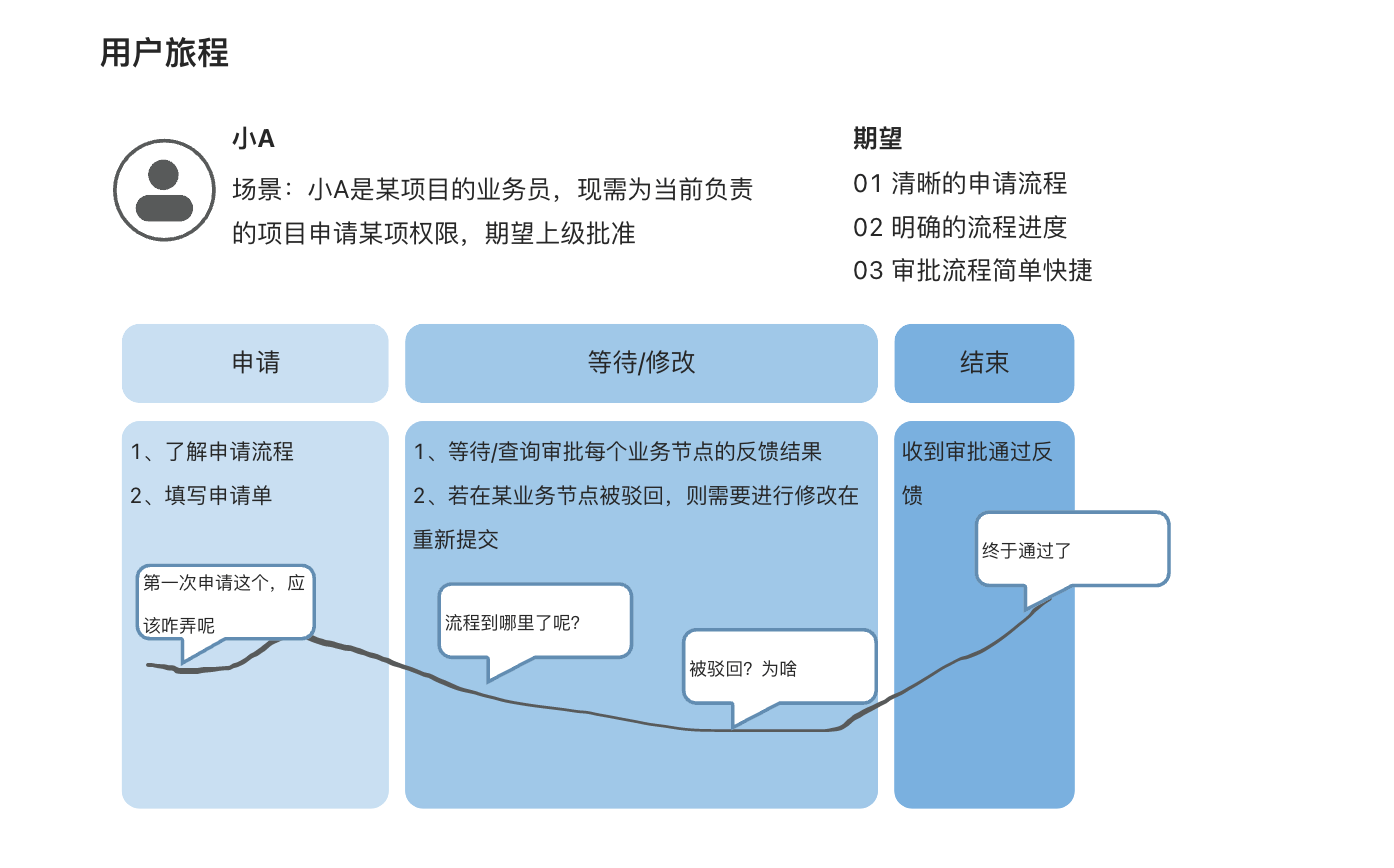 用户旅程
小A
场景：小A是某项目的业务员，现需为当前负责
的项目申请某项权限，期望上级批准
期望
01 清晰的申请流程
02 明确的流程进度
03 审批流程简单快捷
申请
等待/修改
结束
1、了解申请流程
2、填写申请单
第一次申请这个，应
该咋弄呢
1、等待/查询审批每个业务节点的反馈结果
2、若在某业务节点被驳回，则需要进行修改在
重新提交
流程到哪里了呢?
被驳回？为啥
收到审批通过反
馈
终于通过了